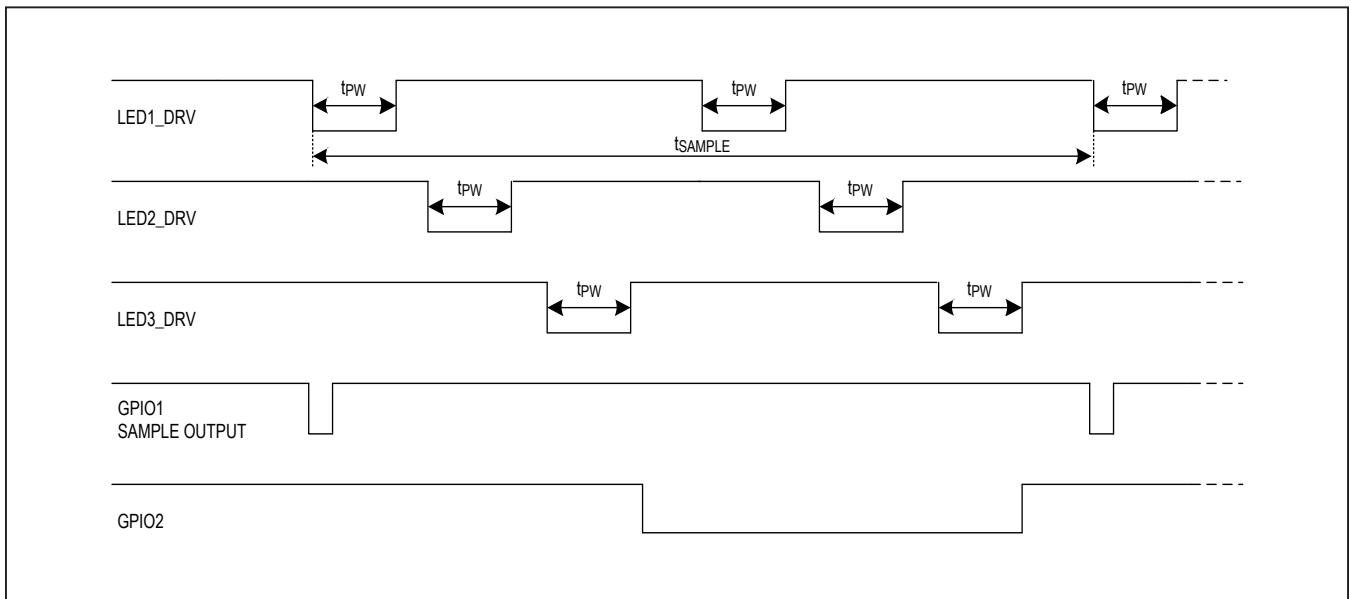 tPW tPW tPW
LED1_DRV
tSAMPLE
tPW tPW
LED2_DRV
tPW tPW
LED3_DRV
GPIO1
SAMPLE OUTPUT
GPIO2